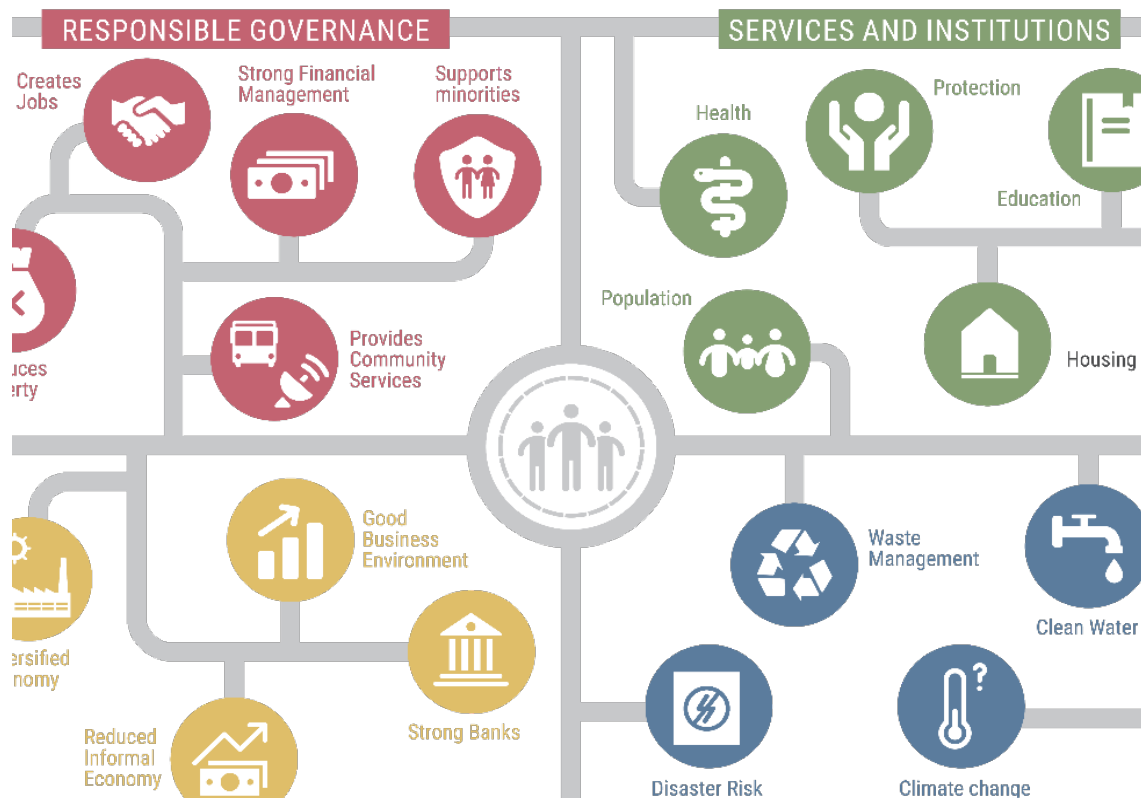 RESPONSIBLE GOVERNANCE
SERVICES AND INSTITUTIONS
Creates
Jobs
Strong Financial
Management
Supports
minorities
Provides
Community
Services
Health
Protection
Education
Population
Housing
Good
Business
Environment
Strong Banks
Reduced
Informal
Economy
Waste
Management
Clean Water
Disaster Risk
Climate change
?